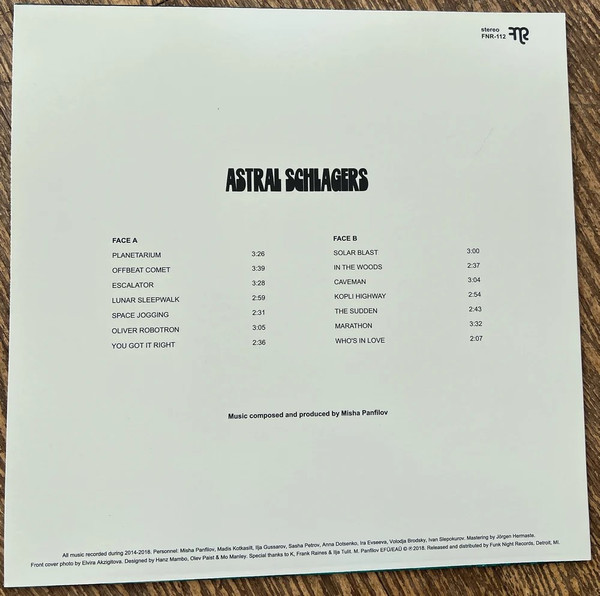 stereo
FNR-112
ASTRAL SCHLAGERS
FACE A
PLANETARIUM 3:26
OFFBEAT COMET 3:39
ESCALATOR 3:28
LUNAR SLEEPWALK 2:59
SPACE JOGGING 2:31
OLIVER ROBOTRON 3:05
YOU GOT IT RIGHT 2:36
FACE B
SOLAR BLAST 3:00
IN THE WOODS 2:37
CAVEMAN 3:04
KOPLI HIGHWAY 2:54
THE SUDDEN 2:43
MARATHON 3:32
WHO'S IN LOVE 2:07
Music composed and produced by Misha Panfilov
All music recorded during 2014-2018. Personnel: Misha Panfilov, Madis Katkosilt, Ilja Gussarov, Sasha Petrov, Anna Dotsenko, Ira Evseeva, Volodja Brodsky, Ivan Slepokurov. Mastering by Jörgen Hermaste.
Front cover photo by Elvira Akzigitova. Designed by Hanz Mambo, Olev Paist & Mo Manley. Special thanks to K, Frank Raines & Ilja Tulit. M. Panfilov EFÜ/EAÜ © ℗ 2018. Released and distributed by Funk Night Records, Detroit, MI.